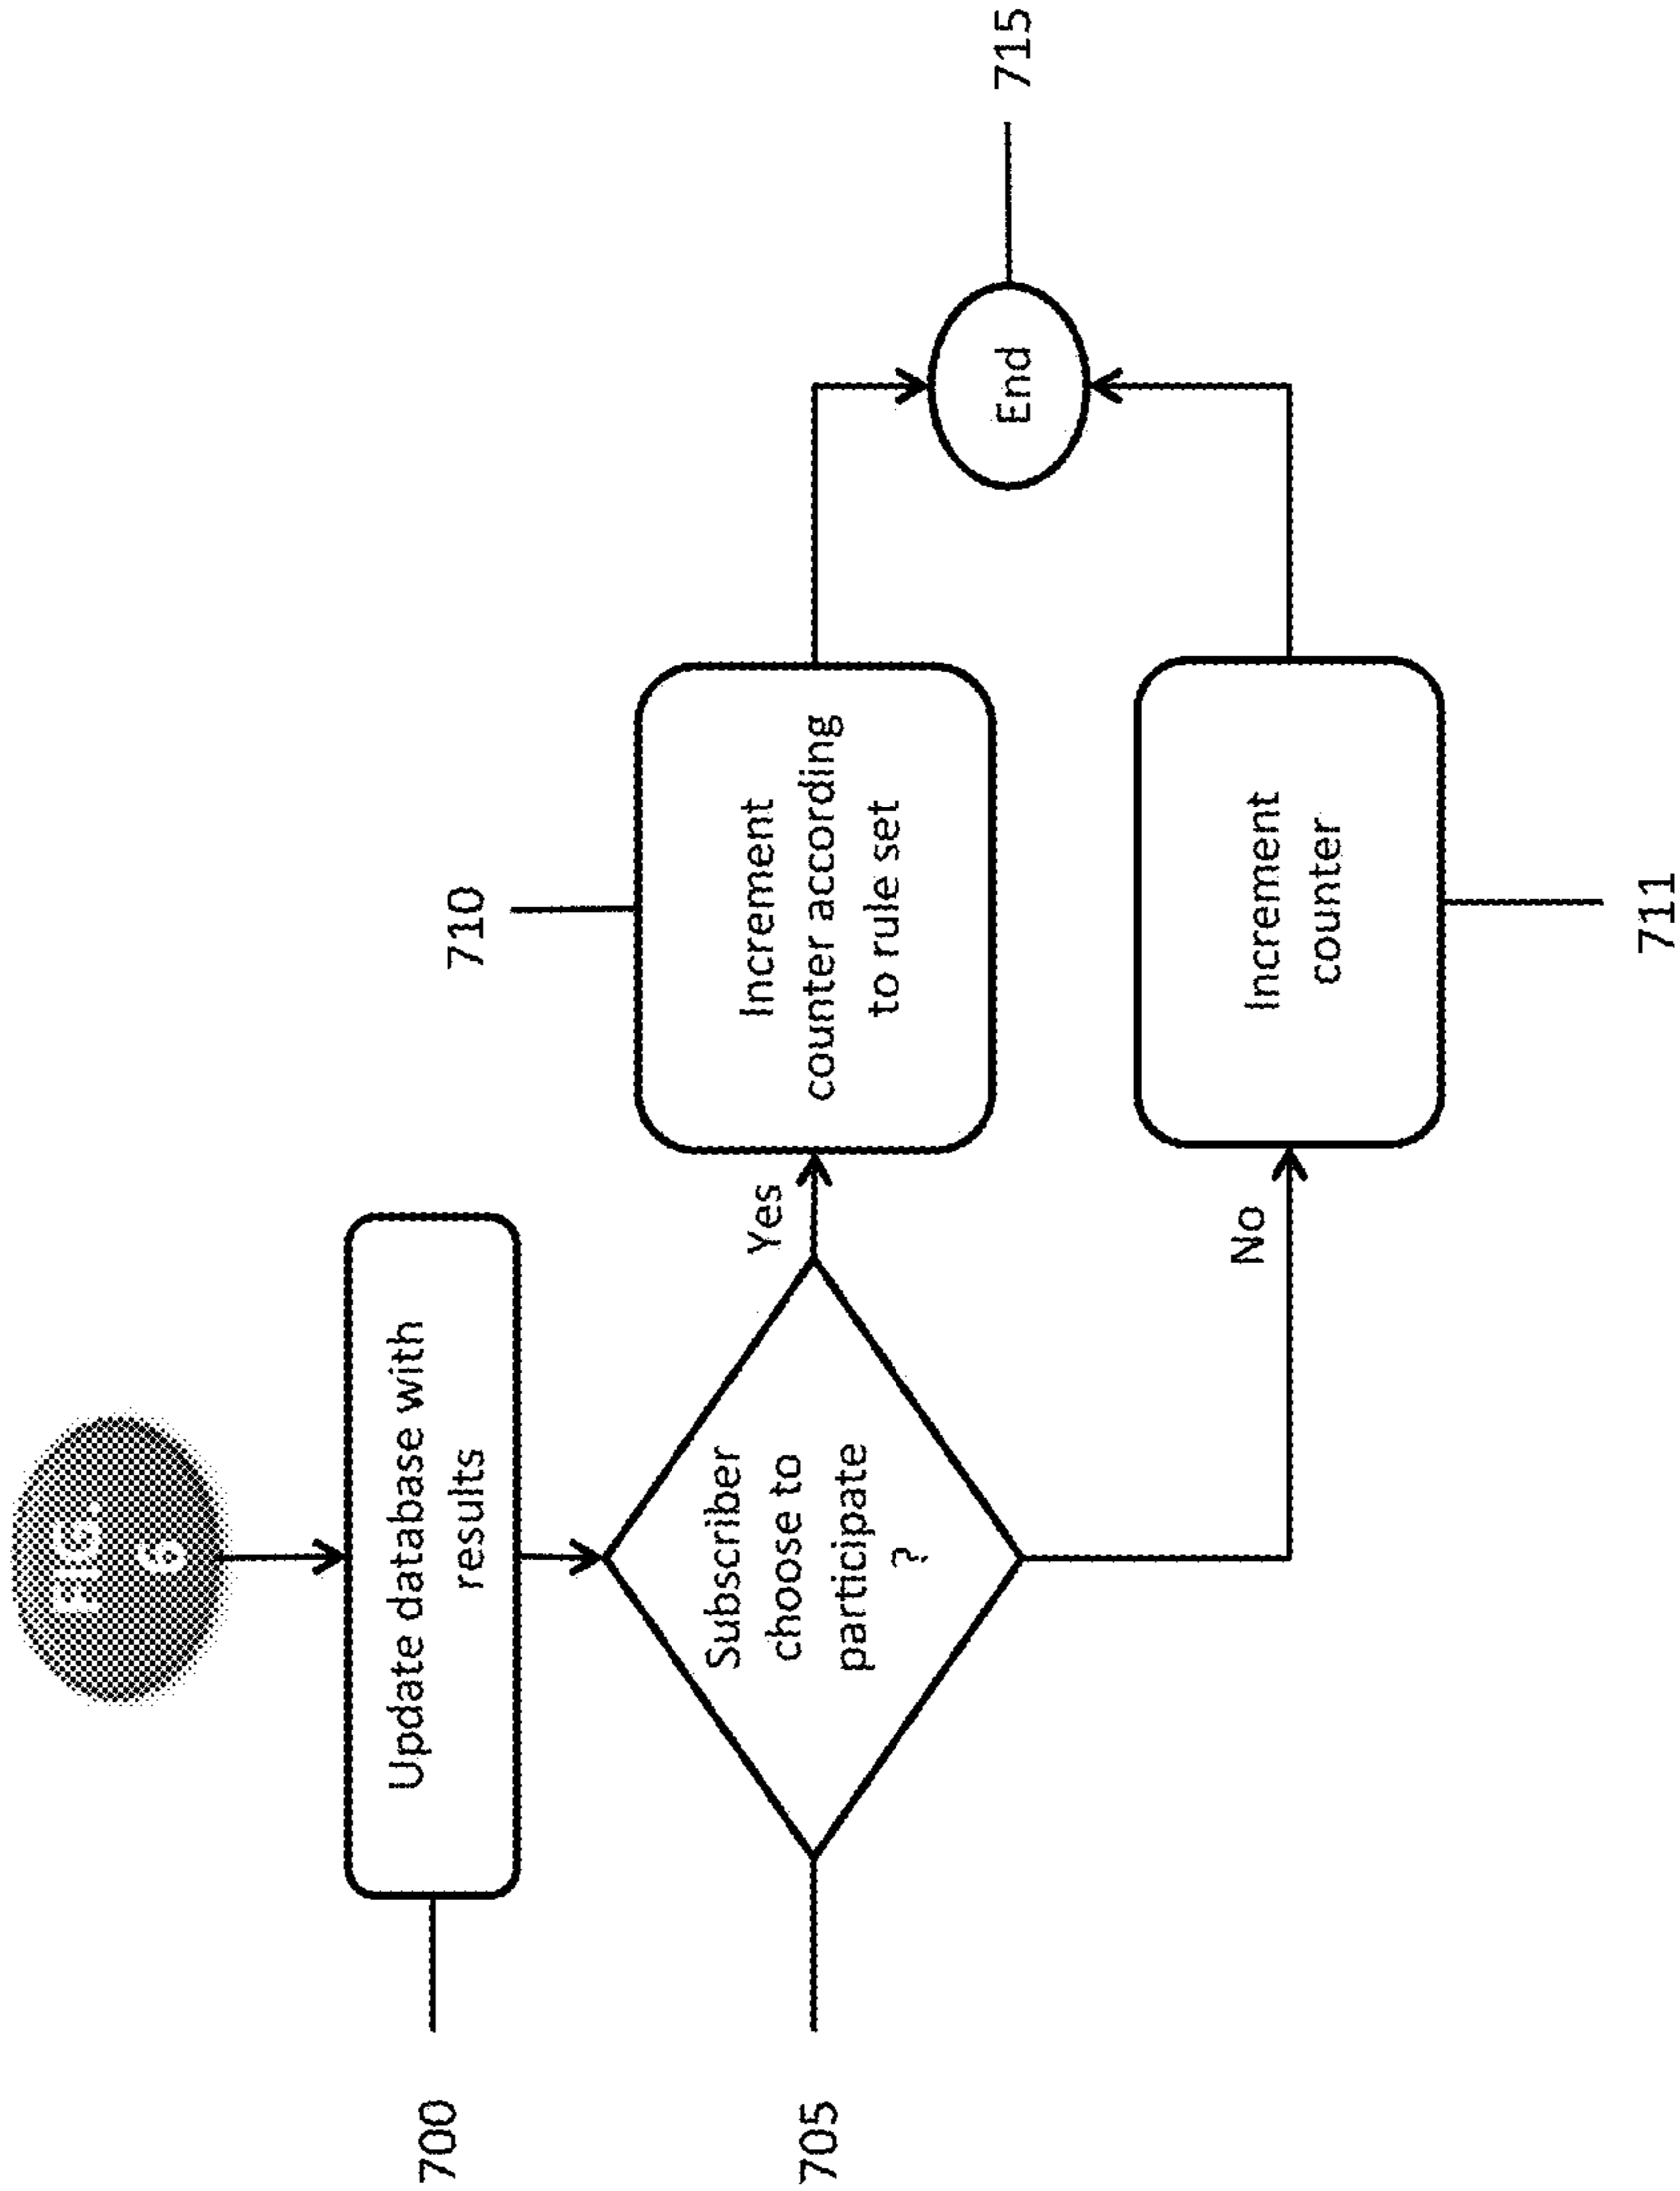 FIG.
6
700
Update database with
results
705
Subscriber
choose to
participate
?
Yes
No
710
Increment
counter according
to rule set
Increment
counter
711
End
715